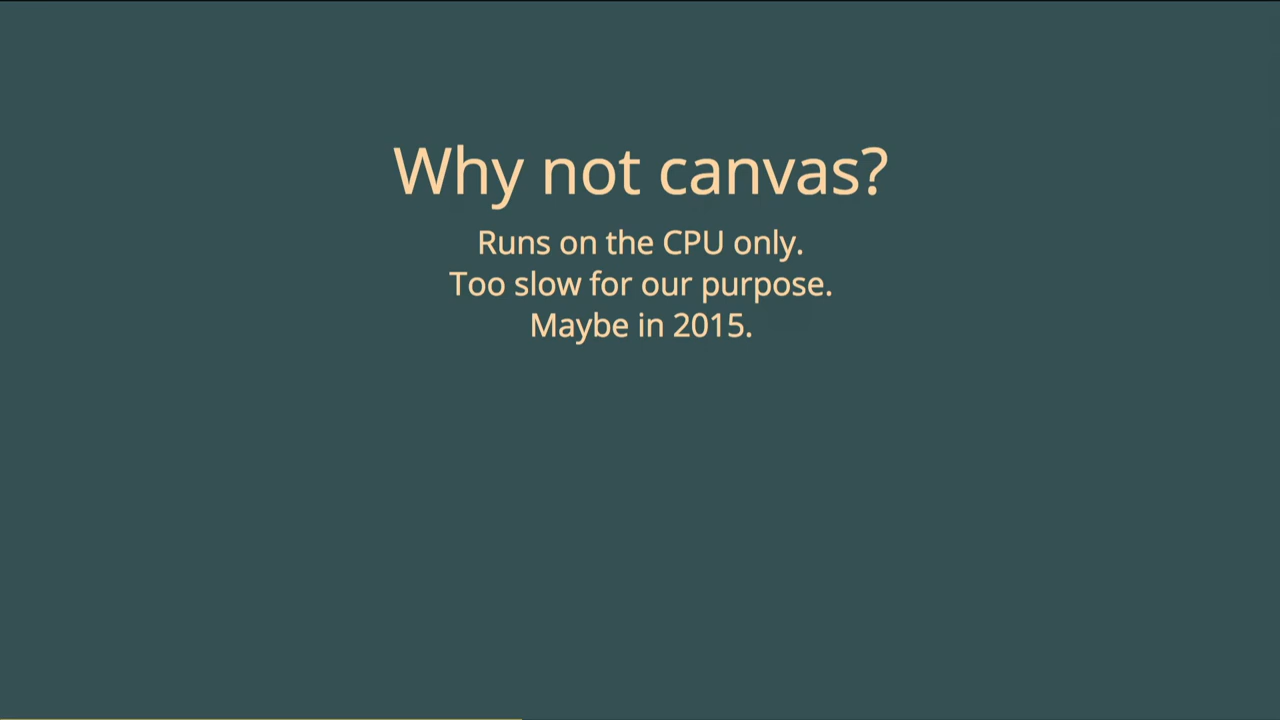 Why not canvas?
Runs on the CPU only.
Too slow for our purpose.
Maybe in 2015.